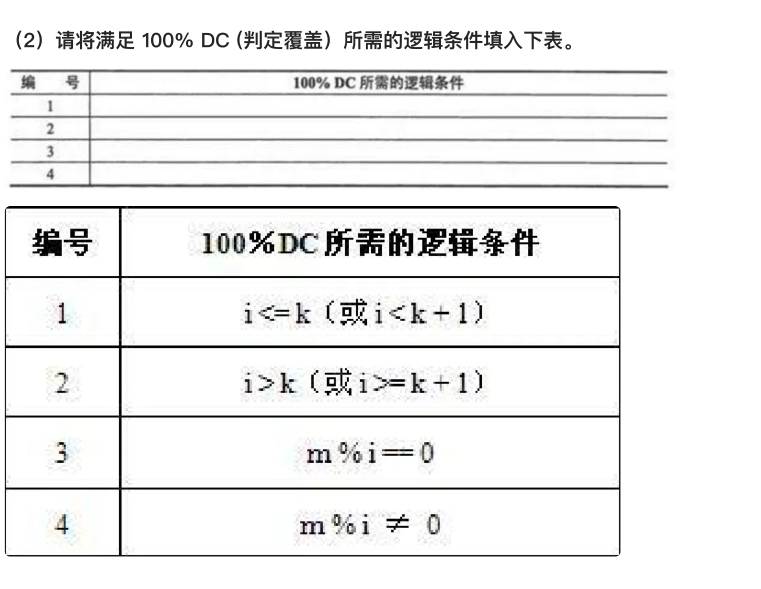 （2）请将满足 100% DC (判定覆盖）所需的逻辑条件填入下表。
编 号 100% DC 所需的逻辑条件
1
2
3
4
编号 100%DC所需的逻辑条件
1 i<=k（或i<k+1）
2 i>k（或i>=k+1）
3 m%i==0
4 m%i ≠ 0